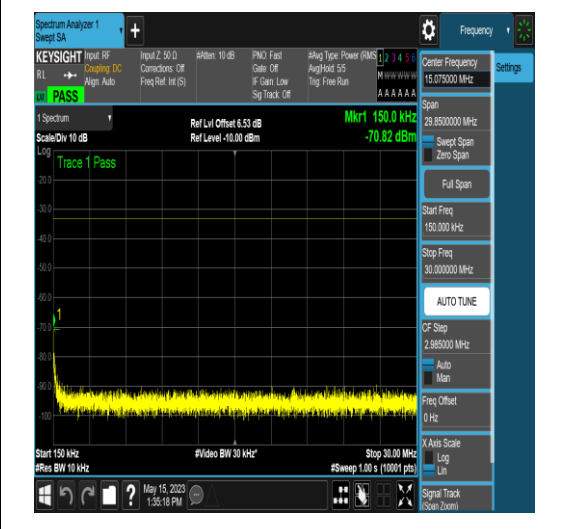 Spectrum Analyzer 1
Swept SA
Frequency
KEYSIGHT
RL
PASS
Input: RF
Coupling: DC
Align: Auto
Input Z: 50 Ω
Corrections: Off
Freq Ref: Int (S)
#Atten: 10 dB
PNO: Fast
Gate: Off
IF Gain: Low
Sig Track: Off
#Avg Type: Power (RMS
Avg|Hold: 5/5
Trig: Free Run
1 2 3 4 5 6
M w w w w w
A A A A A A
Center Frequency
15.075000 MHz
Settings
Span
29.8500000 MHz
Swept Span
Zero Span
Full Span
Start Freq
150.000 kHz
Stop Freq
30.000000 MHz
AUTO TUNE
CF Step
2.985000 MHz
Auto
Man
Freq Offset
0 Hz
X Axis Scale
Log
Lin
Signal Track
(Span Zoom)
1 Spectrum
Scale/Div 10 dB
Ref Lvl Offset 6.53 dB
Ref Level -10.00 dBm
Mkr1 150.0 kHz
-70.82 dBm
Log
Trace 1 Pass
-20.0
-30.0
-40.0
-50.0
-60.0
1
-70.0
-80.0
-90.0
-100
Start 150 kHz
#Res BW 10 kHz
#Video BW 30 kHz*
Stop 30.00 MHz
#Sweep 1.00 s (10001 pts)
?
May 15, 2023
1:35:18 PM